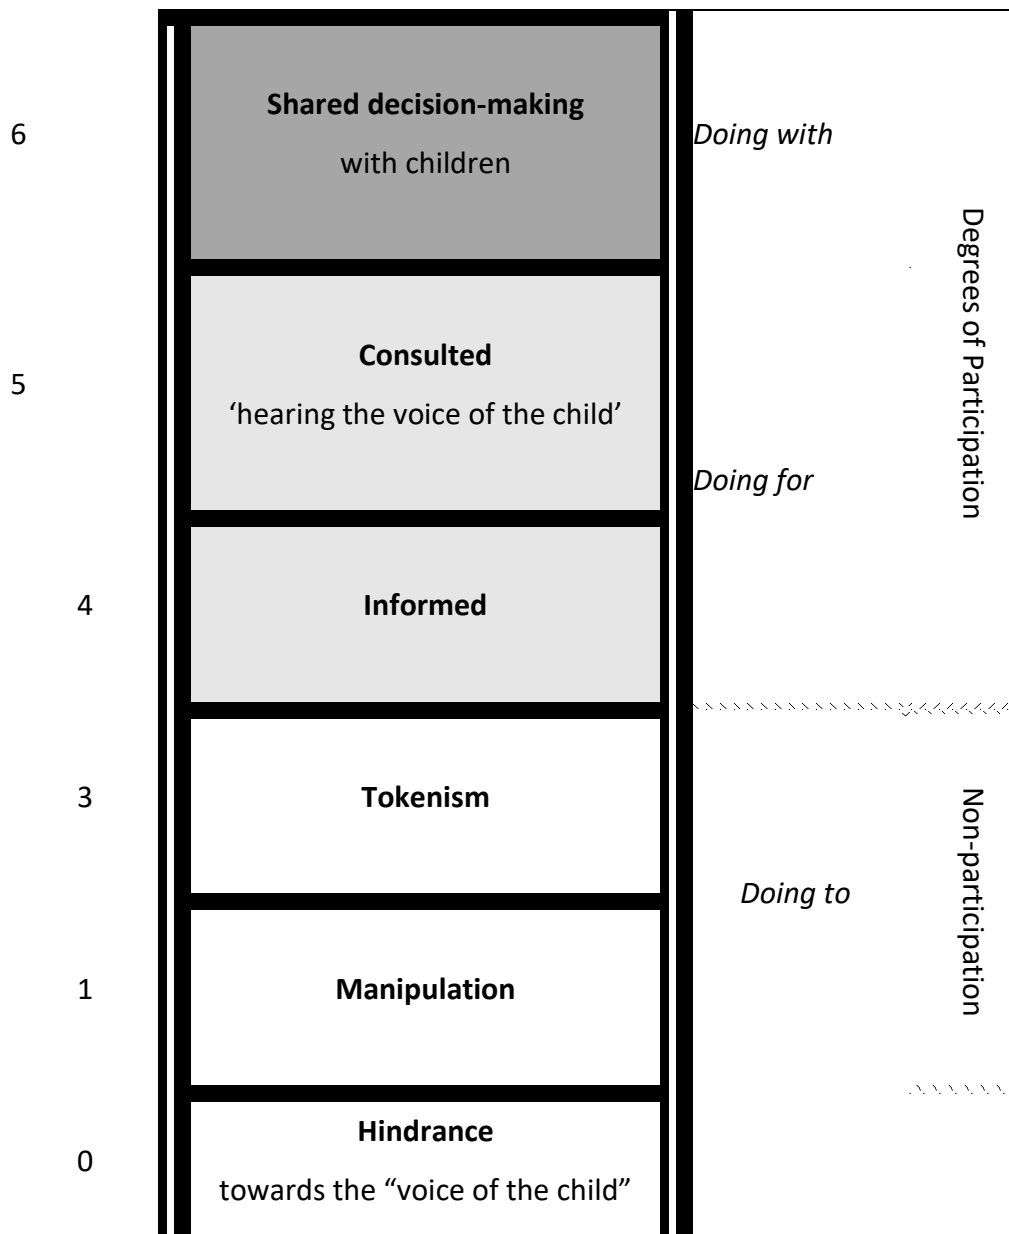 Shared decision-making
6
Doing with
with children
Degrees of Participation
Consulted
5
‘hearing the voice of the child’
Doing for
4
Informed
3
Tokenism
Non-participation
Doing to
1
Manipulation
Hindrance
0
towards the “voice of the child”